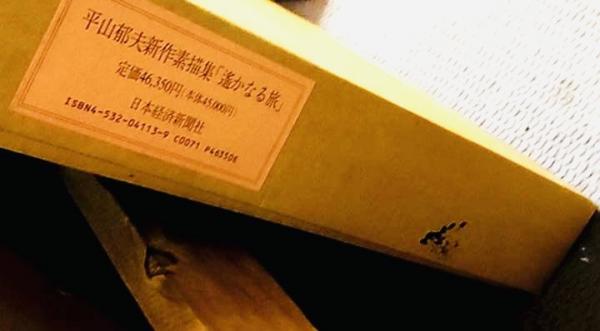 平山郁夫新作素描集「遙かなる旅」
定価46,350円(本体45,000円)
日本経済新聞社
ISBN4-532-04113-9 C0071 P46350E